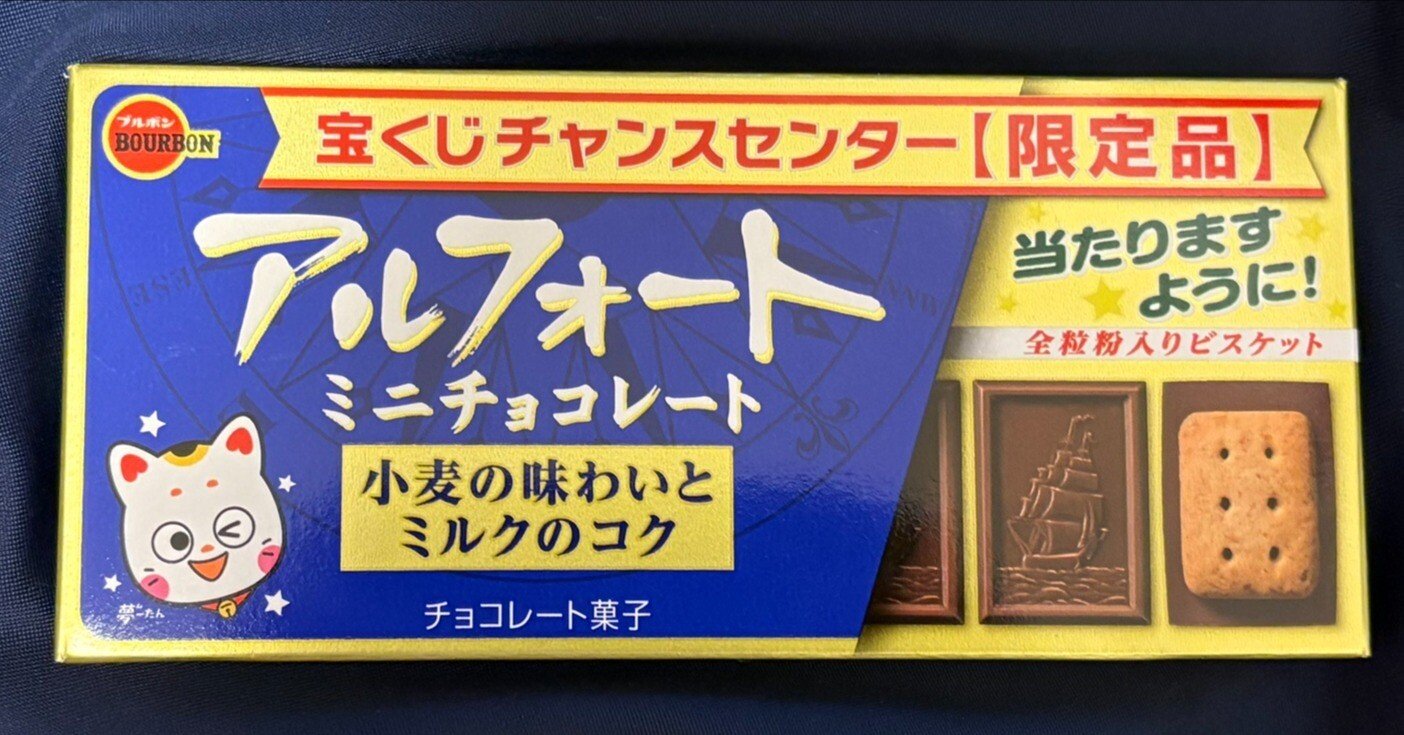 ブルボン
BOURBON
宝くじチャンスセンター【限定品】
アルフォート
ミニチョコレート
小麦の味わいと
ミルクのコク
チョコレート菓子
当たります
ように!
全粒粉入りビスケット
夢たん